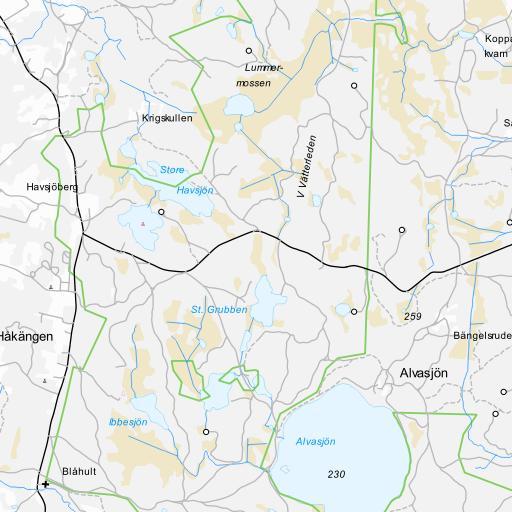 Koppa
kvarn
Lummer-
mossen
Krigskullen
Sa
V Vätterleden
Store
Havsjöberg
Havsjön
St. Grubben
259
Håkängen
Bängelsrude
Alvasjön
Ibbesjön
Alvasjön
Blåhult
230